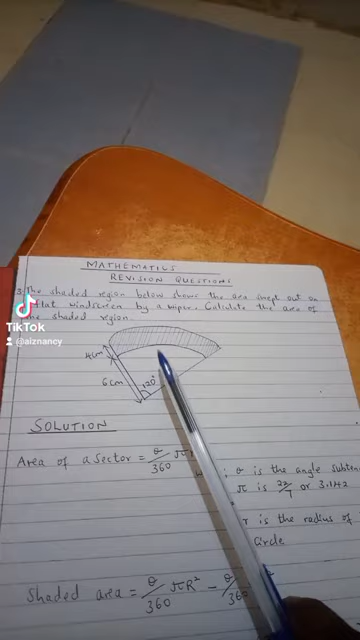 MATHEMATICS
REVISION QUESTIONS
3. The shaded region below shows the area swept out on
flat windscreen by a wiper. Calculate the area of
the shaded region.
TikTok
@aiznancy
4cm
6cm
120°
SOLUTION
Area of a sector = θ/360 π
; θ is the angle subten
π is 22/7 or 3.142
r is the radius of
circle
Shaded area = θ/360 πR² - θ/360